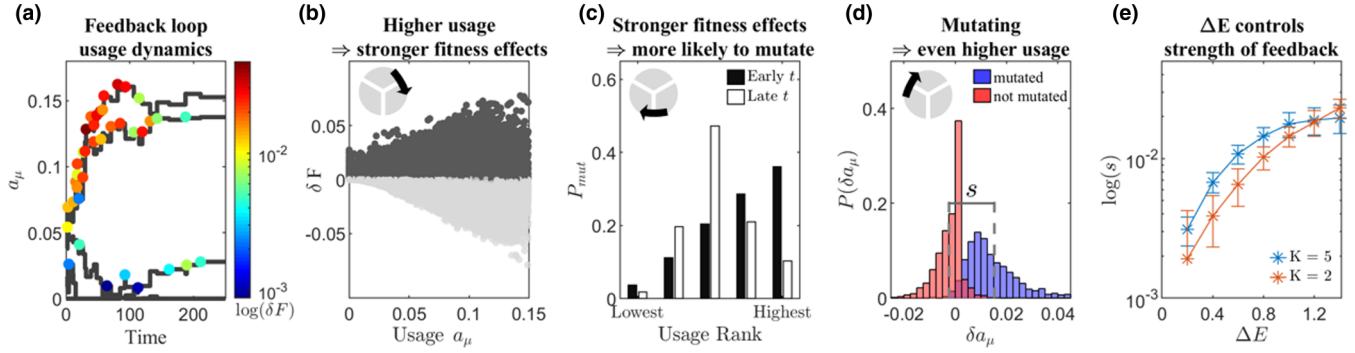 (a)
Feedback loop
usage dynamics
a_μ
0.15
0.1
0.05
0
0 100 200
Time
10^-2
10^-3
log(δF)
(b)
Higher usage
⇒ stronger fitness effects
δ F
0.05
0
-0.05
0 0.05 0.1 0.15
Usage a_μ
(c)
Stronger fitness effects
⇒ more likely to mutate
P_mut
0.6
0.4
0.2
0
Early t
Late t
Lowest Highest
Usage Rank
(d)
Mutating
⇒ even higher usage
P(δa_μ)
0.4
0.2
0
mutated
not mutated
s
-0.02 0 0.02 0.04
δa_μ
(e)
ΔE controls
strength of feedback
log(s)
10^-2
10^-3
K = 5
K = 2
0.4 0.8 1.2
ΔE